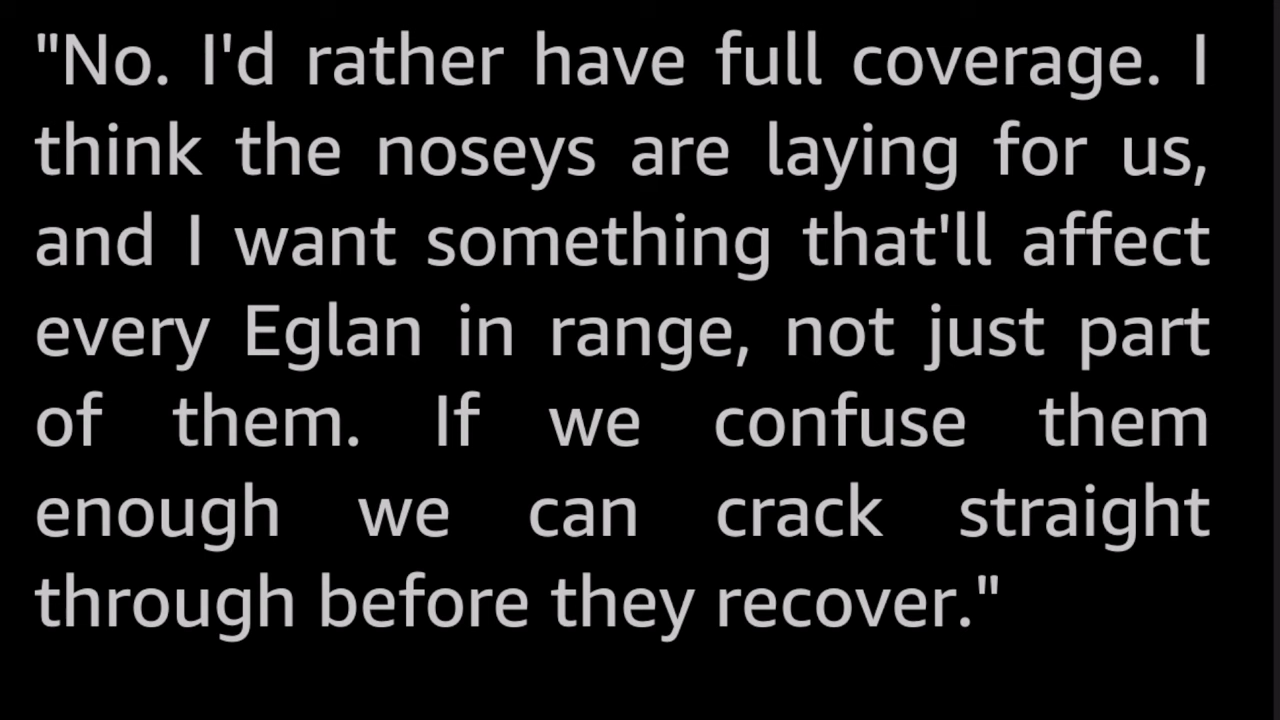 "No. I'd rather have full coverage. I
think the noseys are laying for us,
and I want something that'll affect
every Eglan in range, not just part
of them. If we confuse them
enough we can crack straight
through before they recover."